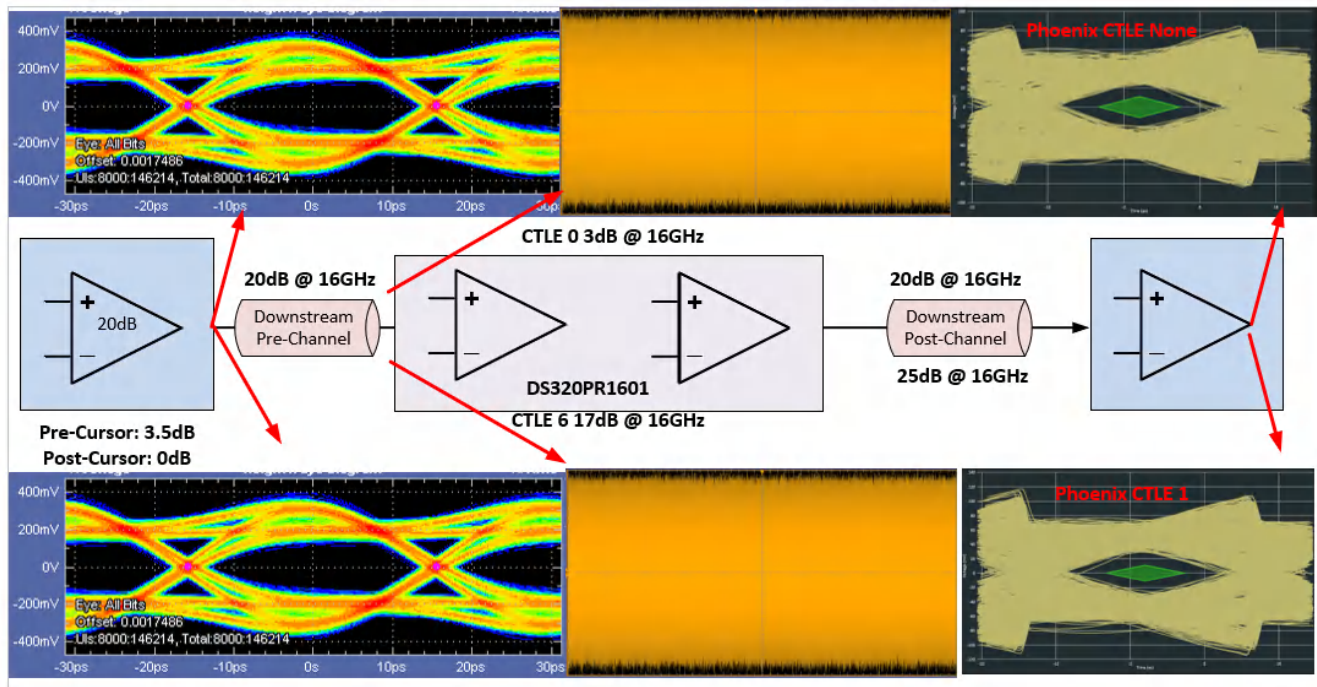 400mV
200mV
0V
-200mV
-400mV
Eye: All Bits
Offset: 0.0017486
UIs:8000:146214, Total:8000:146214
-30ps
-20ps
-10ps
0s
10ps
20ps
Phoenix CTLE None
CTLE 0 3dB @ 16GHz
20dB @ 16GHz
20dB @ 16GHz
+
20dB
Downstream
Pre-Channel
+
+
Downstream
Post-Channel
+
DS320PR1601
25dB @ 16GHz
CTLE 6 17dB @ 16GHz
Pre-Cursor: 3.5dB
Post-Cursor: 0dB
400mV
200mV
0V
-200mV
-400mV
Eye: All Bits
Offset: 0.0017486
UIs:8000:146214, Total:8000:146214
-30ps
-20ps
-10ps
0s
10ps
20ps
Phoenix CTLE 1